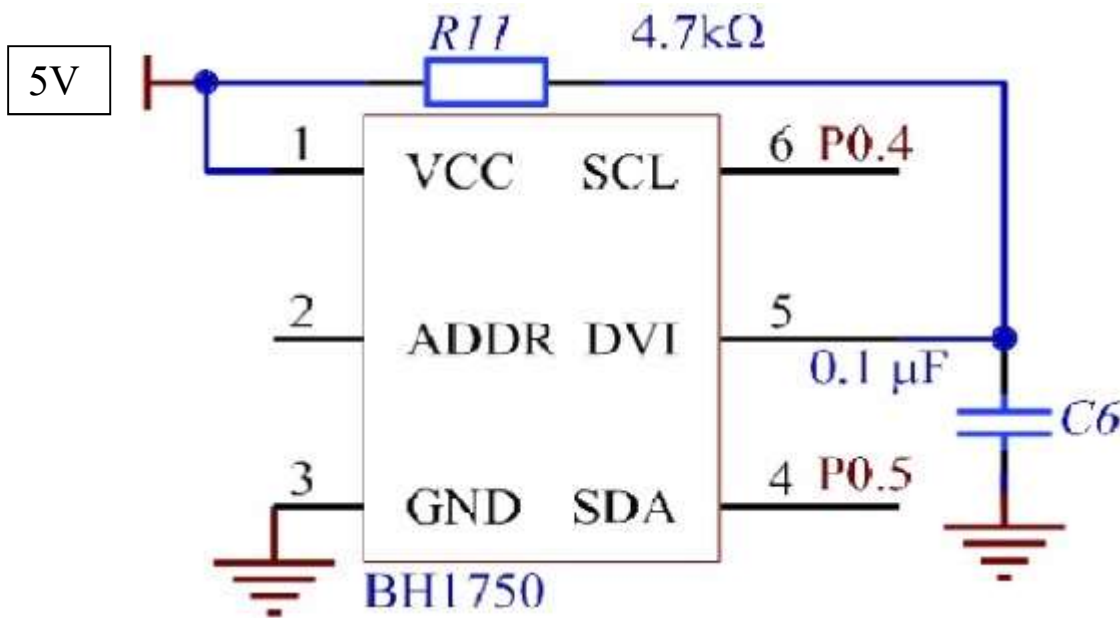 R11 4.7kΩ
5V
1 VCC SCL 6 P0.4
2 ADDR DVI 5
0.1 μF
C6
3 GND SDA 4 P0.5
BH1750